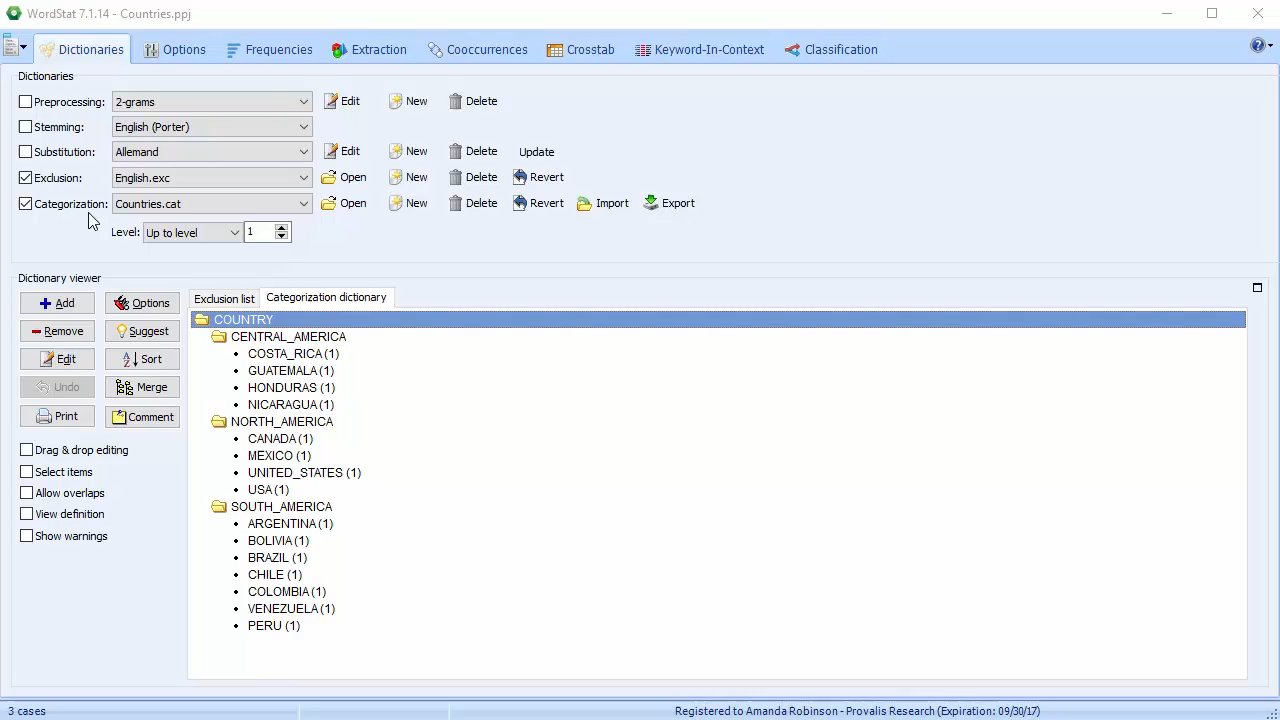 WordStat 7.1.14 - Countries.ppj
Dictionaries Options Frequencies Extraction Cooccurrences Crosstab Keyword-In-Context Classification
Dictionaries
Preprocessing: 2-grams Edit New Delete
Stemming: English (Porter)
Substitution: Allemand Edit New Delete Update
Exclusion: English.exc Open New Delete Revert
Categorization: Countries.cat Open New Delete Revert Import Export
Level: Up to level 1
Dictionary viewer
Add Options
Remove Suggest
Edit Sort
Undo Merge
Print Comment
Drag & drop editing
Select items
Allow overlaps
View definition
Show warnings
Exclusion list Categorization dictionary
COUNTRY
CENTRAL_AMERICA
COSTA_RICA (1)
GUATEMALA (1)
HONDURAS (1)
NICARAGUA (1)
NORTH_AMERICA
CANADA (1)
MEXICO (1)
UNITED_STATES (1)
USA (1)
SOUTH_AMERICA
ARGENTINA (1)
BOLIVIA (1)
BRAZIL (1)
CHILE (1)
COLOMBIA (1)
VENEZUELA (1)
PERU (1)
3 cases Registered to Amanda Robinson - Provalis Research (Expiration: 09/30/17)